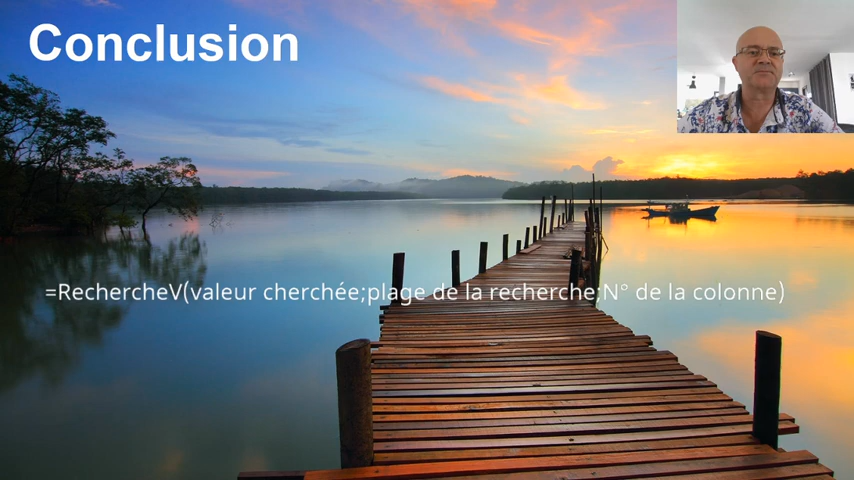 Conclusion
=RechercheV(valeur cherchée;plage de la recherche;N° de la colonne)